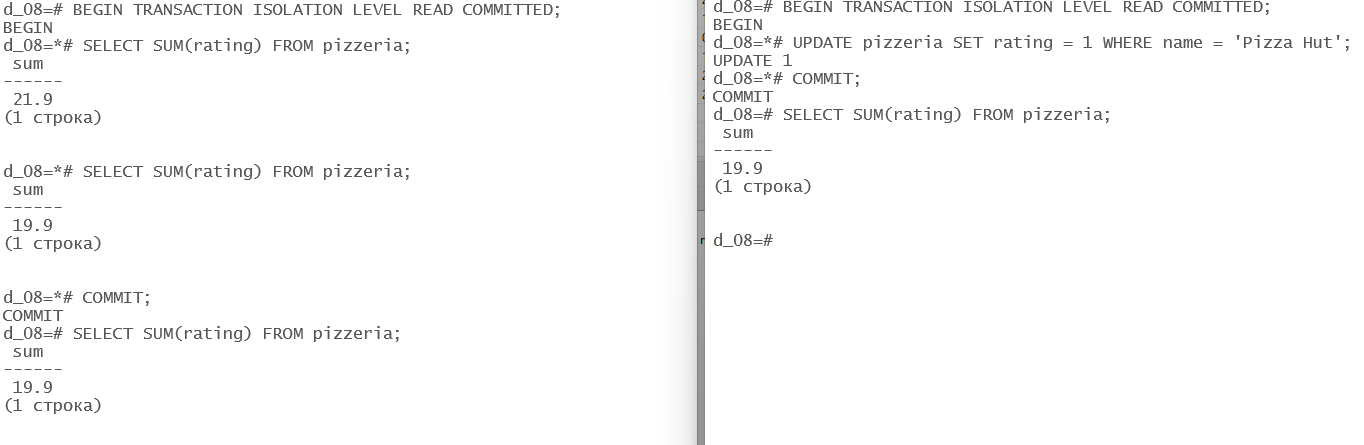 d_08=# BEGIN TRANSACTION ISOLATION LEVEL READ COMMITTED;
BEGIN
d_08=*# SELECT SUM(rating) FROM pizzeria;
sum
------
21.9
(1 строка)
d_08=*# SELECT SUM(rating) FROM pizzeria;
sum
------
19.9
(1 строка)
d_08=*# COMMIT;
COMMIT
d_08=# SELECT SUM(rating) FROM pizzeria;
sum
------
19.9
(1 строка)
d_08=# BEGIN TRANSACTION ISOLATION LEVEL READ COMMITTED;
BEGIN
d_08=*# UPDATE pizzeria SET rating = 1 WHERE name = 'Pizza Hut';
UPDATE 1
d_08=*# COMMIT;
COMMIT
d_08=# SELECT SUM(rating) FROM pizzeria;
sum
------
19.9
(1 строка)
d_08=#